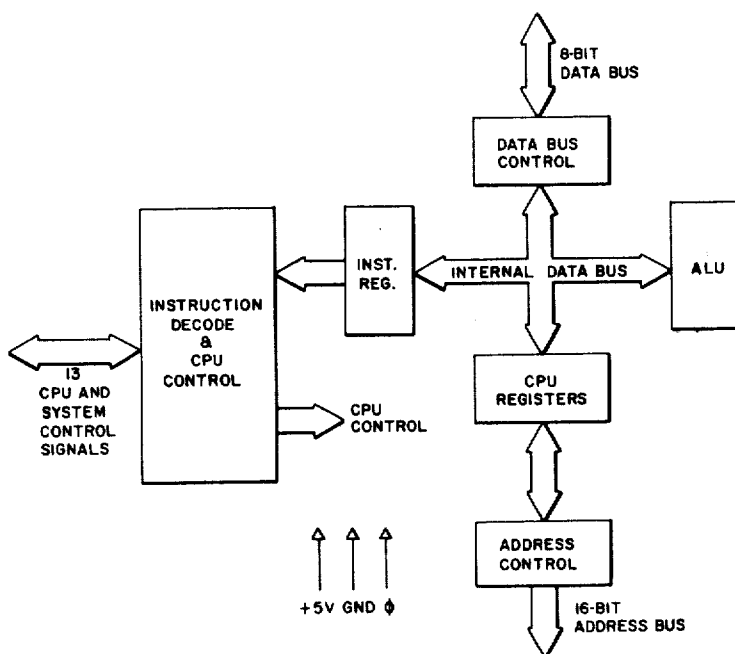 8-BIT
DATA BUS
DATA BUS
CONTROL
INST.
REG.
INTERNAL DATA BUS
ALU
INSTRUCTION
DECODE
&
CPU
CONTROL
13
CPU AND
SYSTEM
CONTROL
SIGNALS
CPU
CONTROL
CPU
REGISTERS
ADDRESS
CONTROL
+5V GND ϕ
16-BIT
ADDRESS BUS